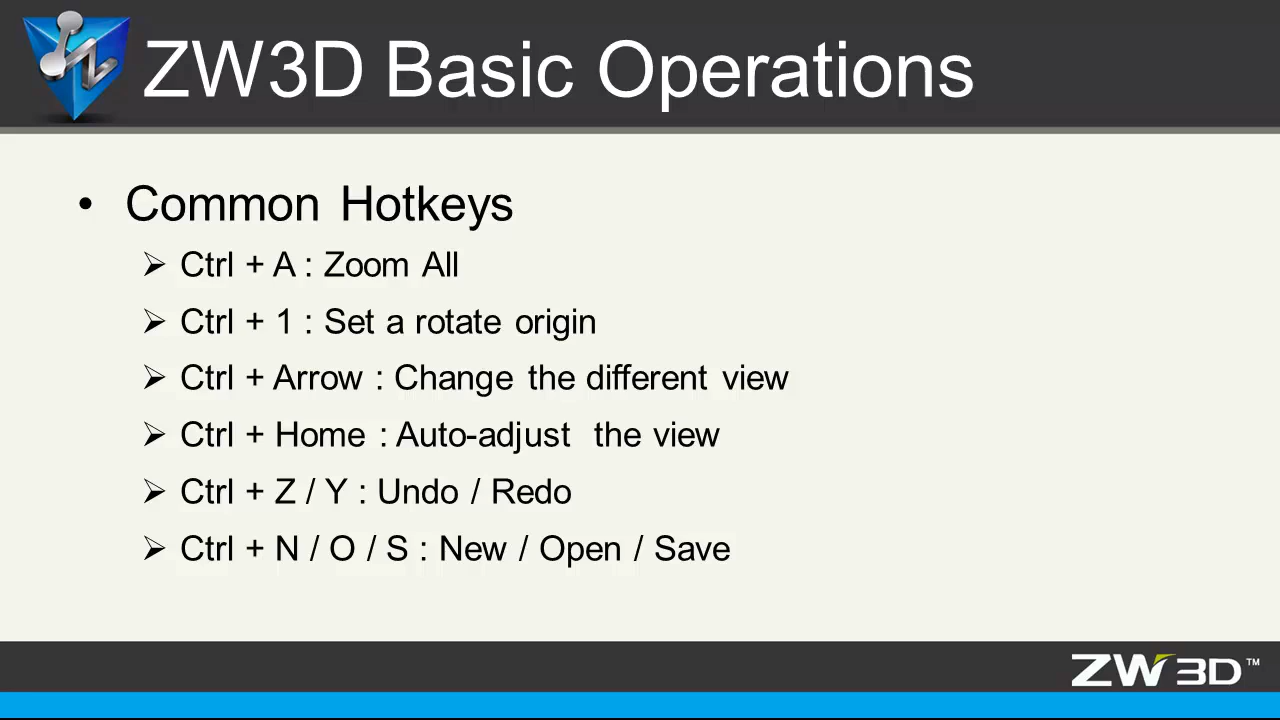 ZW3D Basic Operations
• Common Hotkeys
➢ Ctrl + A : Zoom All
➢ Ctrl + 1 : Set a rotate origin
➢ Ctrl + Arrow : Change the different view
➢ Ctrl + Home : Auto-adjust the view
➢ Ctrl + Z / Y : Undo / Redo
➢ Ctrl + N / O / S : New / Open / Save
ZW3D™